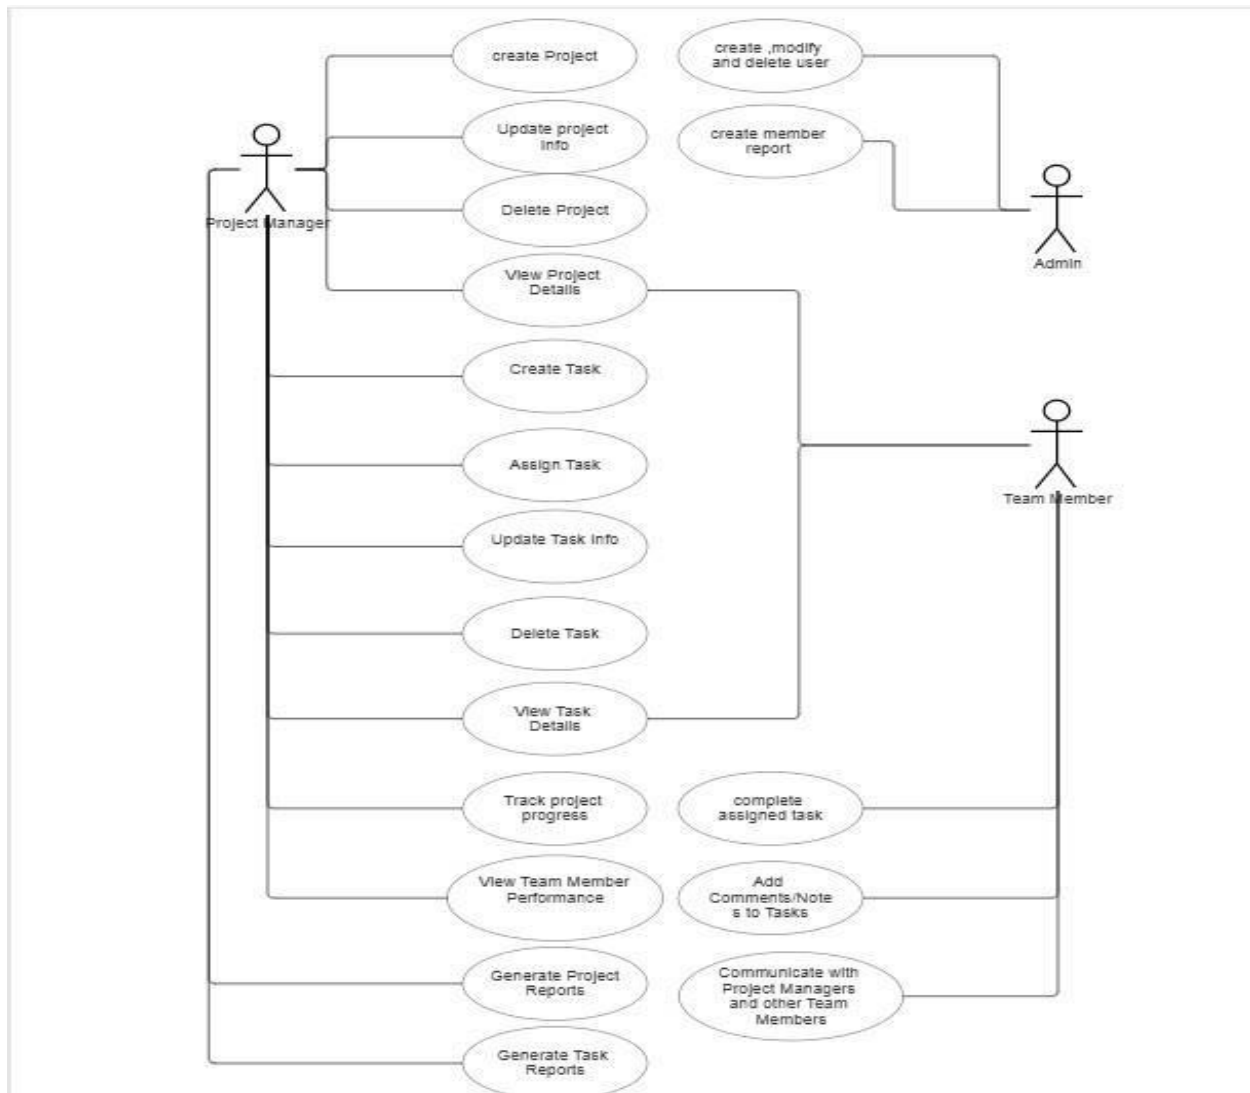 create Project
create ,modify
and delete user
Update project
Info
create member
report
Project Manager
Delete Project
Admin
View Project
Details
Create Task
Assign Task
Team Member
Update Task Info
Delete Task
View Task
Details
Track project
progress
complete
assigned task
View Team Member
Performance
Add
Comments/Note
s to Tasks
Generate Project
Reports
Communicate with
Project Managers
and other Team
Members
Generate Task
Reports